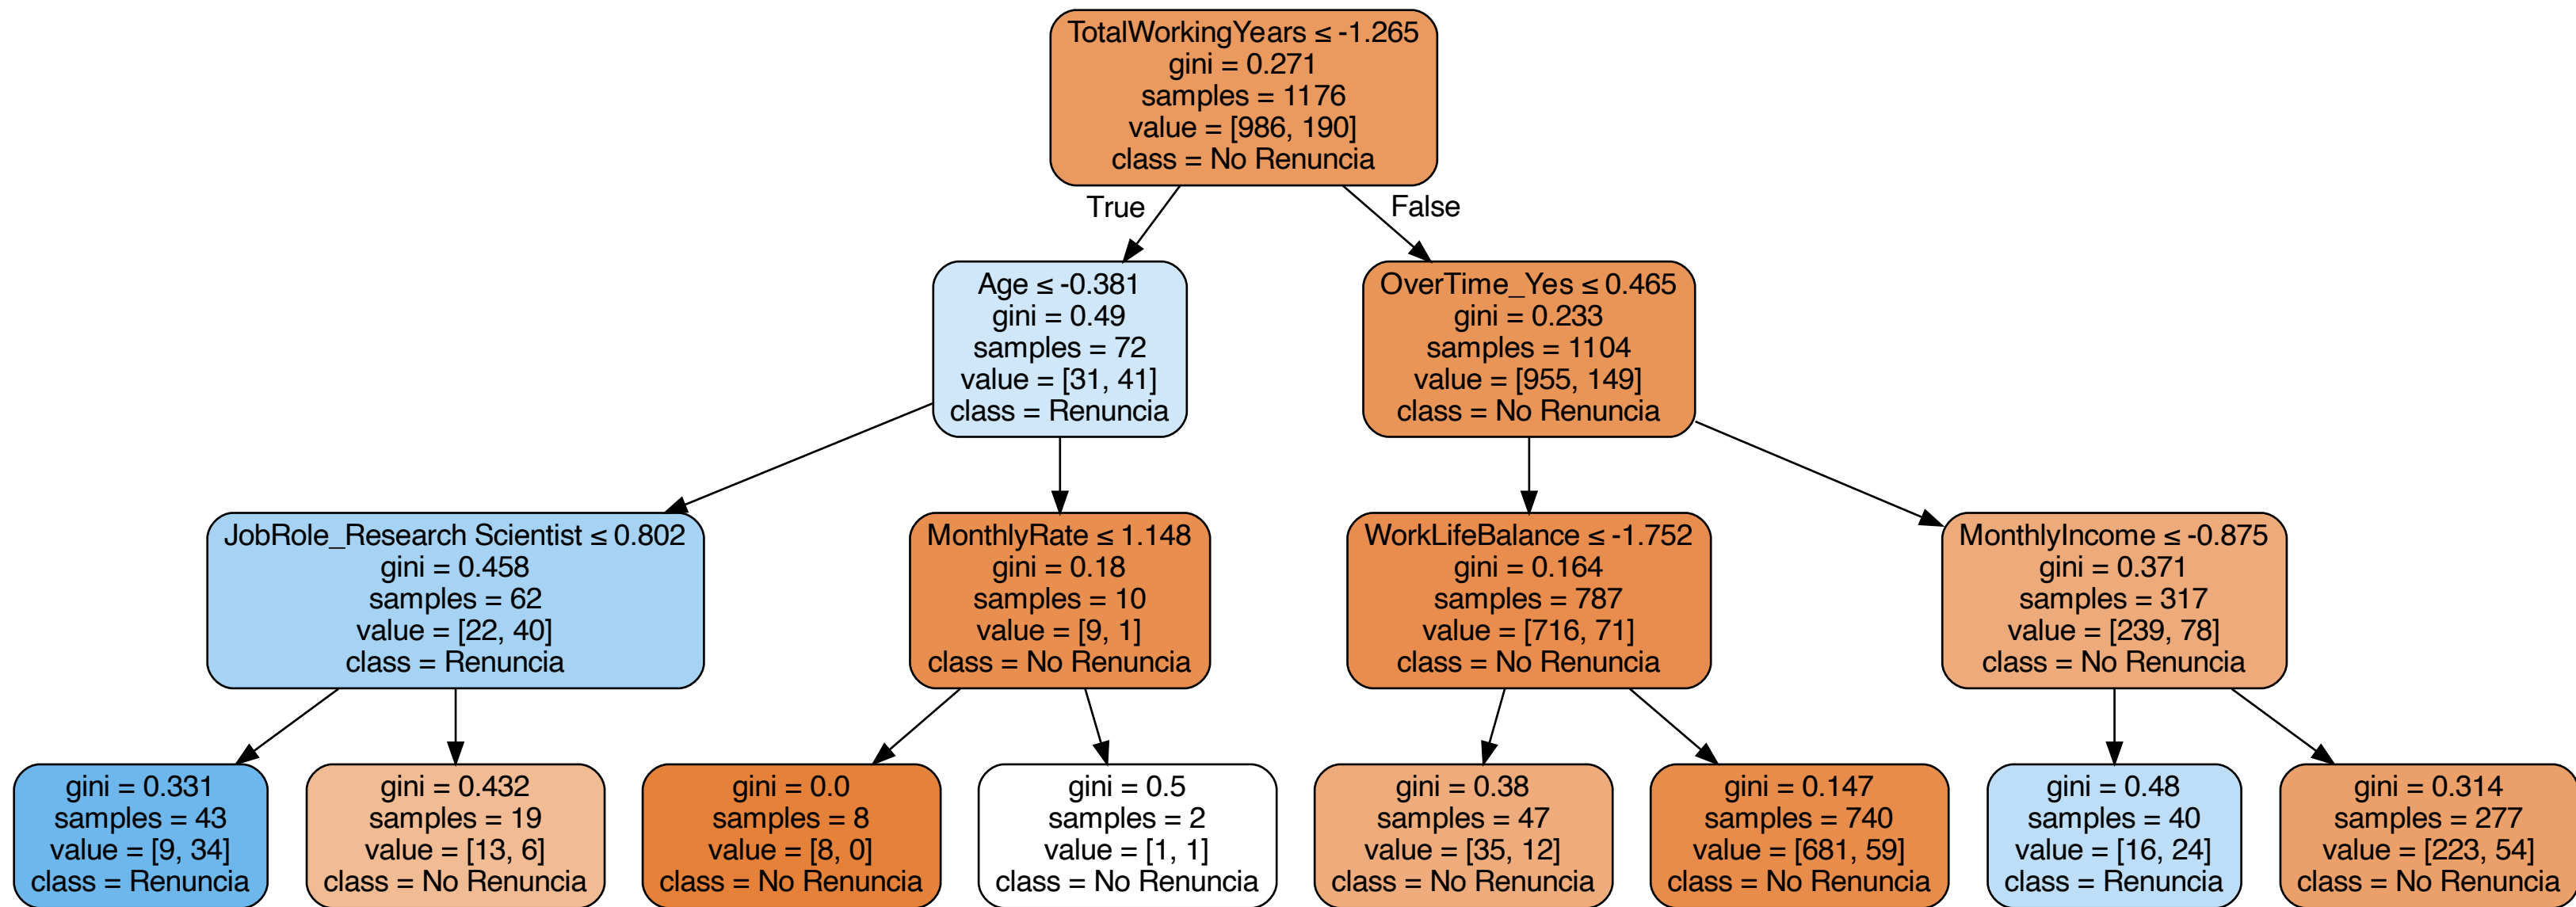 TotalWorkingYears ≤ -1.265
gini = 0.271
samples = 1176
value = [986, 190]
class = No Renuncia
True
False
Age ≤ -0.381
gini = 0.49
samples = 72
value = [31, 41]
class = Renuncia
OverTime_Yes ≤ 0.465
gini = 0.233
samples = 1104
value = [955, 149]
class = No Renuncia
JobRole_Research Scientist ≤ 0.802
gini = 0.458
samples = 62
value = [22, 40]
class = Renuncia
MonthlyRate ≤ 1.148
gini = 0.18
samples = 10
value = [9, 1]
class = No Renuncia
WorkLifeBalance ≤ -1.752
gini = 0.164
samples = 787
value = [716, 71]
class = No Renuncia
MonthlyIncome ≤ -0.875
gini = 0.371
samples = 317
value = [239, 78]
class = No Renuncia
gini = 0.331
samples = 43
value = [9, 34]
class = Renuncia
gini = 0.432
samples = 19
value = [13, 6]
class = No Renuncia
gini = 0.0
samples = 8
value = [8, 0]
class = No Renuncia
gini = 0.5
samples = 2
value = [1, 1]
class = No Renuncia
gini = 0.38
samples = 47
value = [35, 12]
class = No Renuncia
gini = 0.147
samples = 740
value = [681, 59]
class = No Renuncia
gini = 0.48
samples = 40
value = [16, 24]
class = Renuncia
gini = 0.314
samples = 277
value = [223, 54]
class = No Renuncia